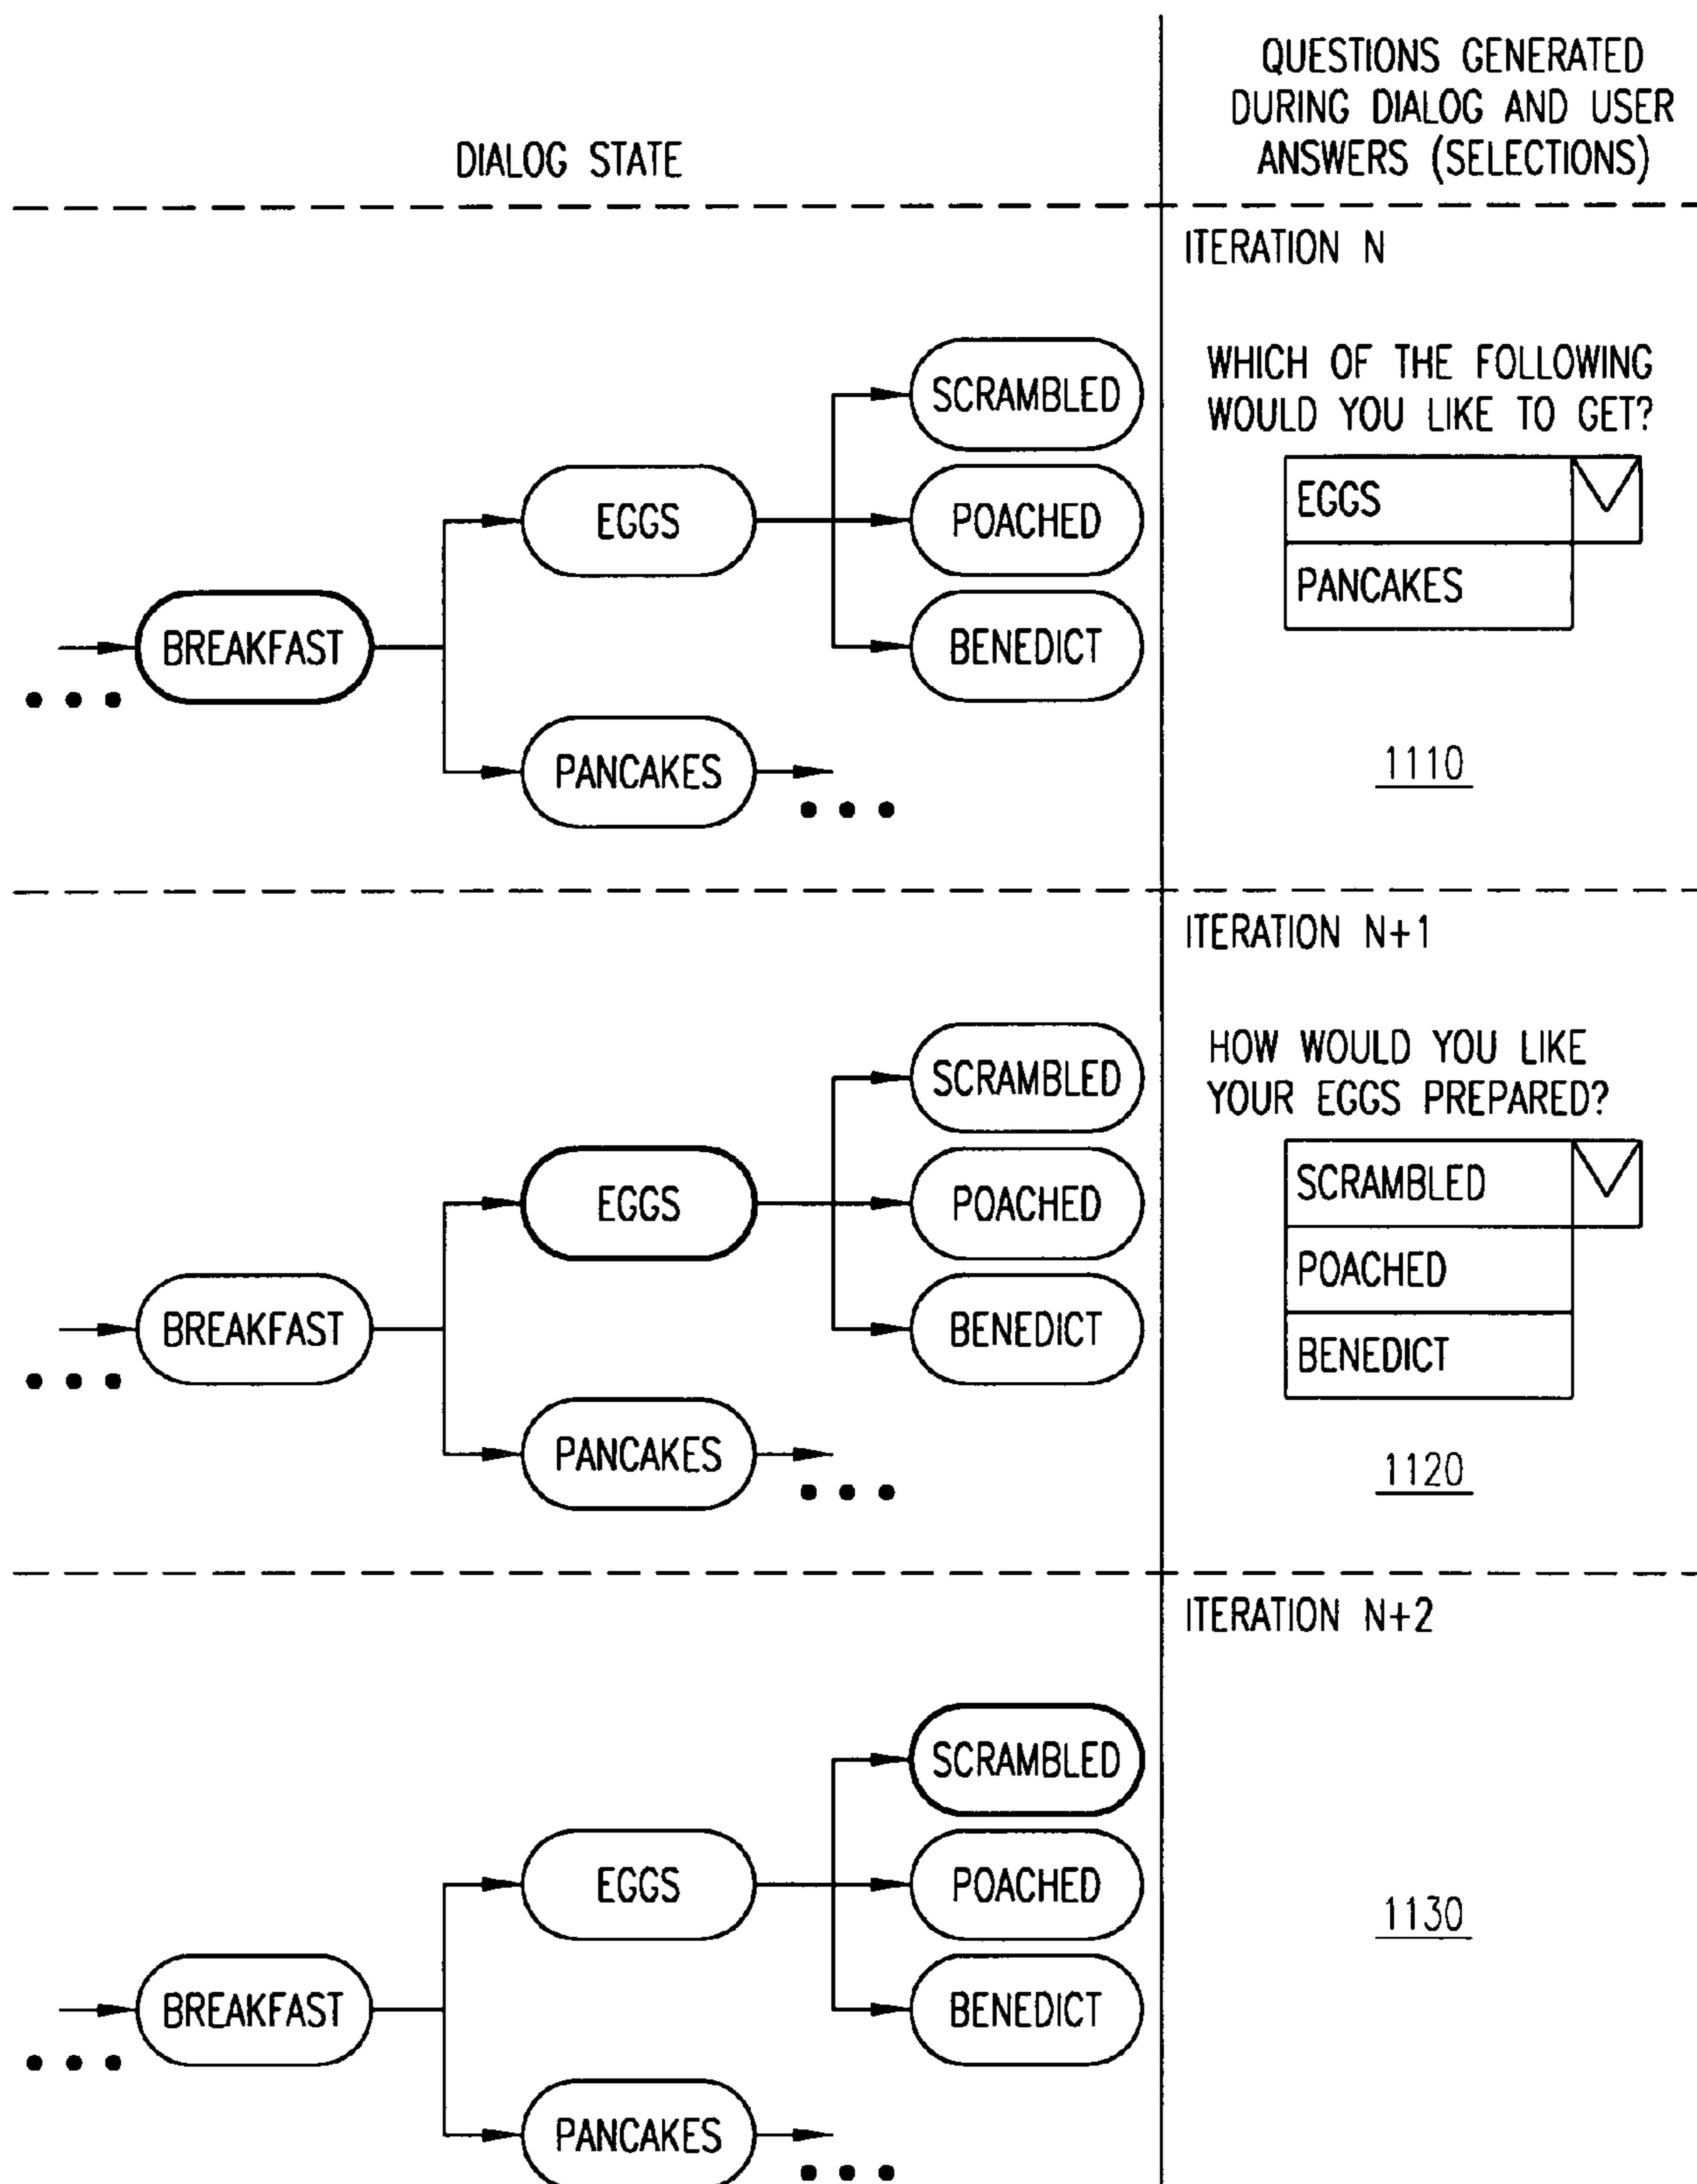 DIALOG STATE
QUESTIONS GENERATED
DURING DIALOG AND USER
ANSWERS (SELECTIONS)
ITERATION N
SCRAMBLED
EGGS
POACHED
BREAKFAST
BENEDICT
PANCAKES
WHICH OF THE FOLLOWING
WOULD YOU LIKE TO GET?
EGGS
PANCAKES
1110
ITERATION N+1
SCRAMBLED
EGGS
POACHED
BREAKFAST
BENEDICT
PANCAKES
HOW WOULD YOU LIKE
YOUR EGGS PREPARED?
SCRAMBLED
POACHED
BENEDICT
1120
ITERATION N+2
SCRAMBLED
EGGS
POACHED
BREAKFAST
BENEDICT
PANCAKES
1130